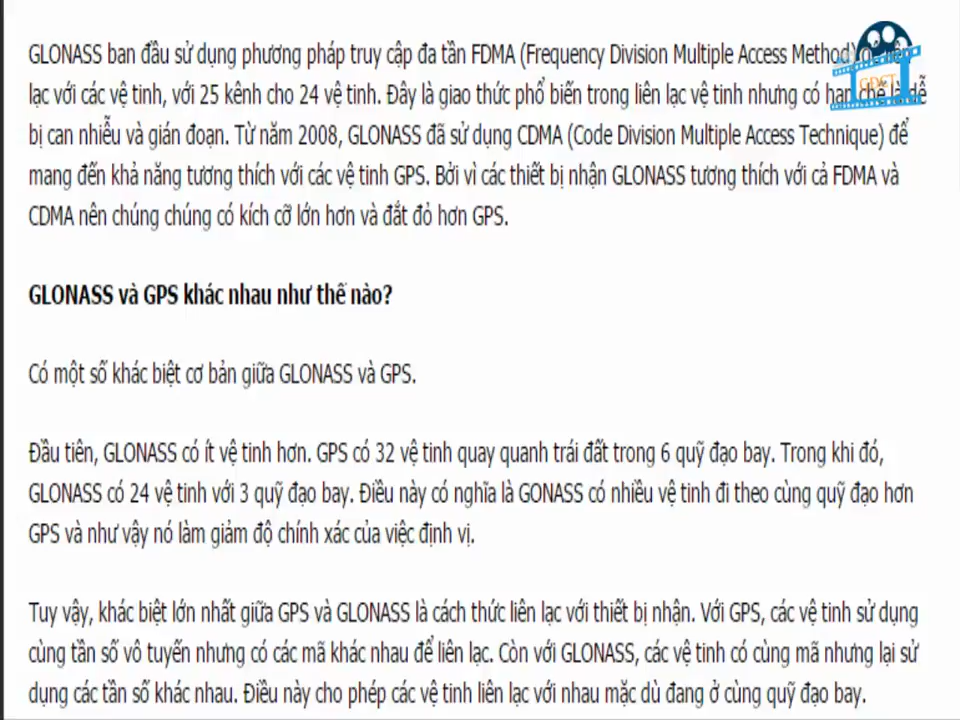 GLONASS ban đầu sử dụng phương pháp truy cập đa tần FDMA (Frequency Division Multiple Access Method) để liên
lạc với các vệ tinh, với 25 kênh cho 24 vệ tinh. Đây là giao thức phổ biến trong liên lạc vệ tinh nhưng có hạn chế là dễ
bị can nhiễu và gián đoạn. Từ năm 2008, GLONASS đã sử dụng CDMA (Code Division Multiple Access Technique) để
mang đến khả năng tương thích với các vệ tinh GPS. Bởi vì các thiết bị nhận GLONASS tương thích với cả FDMA và
CDMA nên chúng chúng có kích cỡ lớn hơn và đắt đỏ hơn GPS.
GLONASS và GPS khác nhau như thế nào?
Có một số khác biệt cơ bản giữa GLONASS và GPS.
Đầu tiên, GLONASS có ít vệ tinh hơn. GPS có 32 vệ tinh quay quanh trái đất trong 6 quỹ đạo bay. Trong khi đó,
GLONASS có 24 vệ tinh với 3 quỹ đạo bay. Điều này có nghĩa là GONASS có nhiều vệ tinh đi theo cùng quỹ đạo hơn
GPS và như vậy nó làm giảm độ chính xác của việc định vị.
Tuy vậy, khác biệt lớn nhất giữa GPS và GLONASS là cách thức liên lạc với thiết bị nhận. Với GPS, các vệ tinh sử dụng
cùng tần số vô tuyến nhưng có các mã khác nhau để liên lạc. Còn với GLONASS, các vệ tinh có cùng mã nhưng lại sử
dụng các tần số khác nhau. Điều này cho phép các vệ tinh liên lạc với nhau mặc dù đang ở cùng quỹ đạo bay.